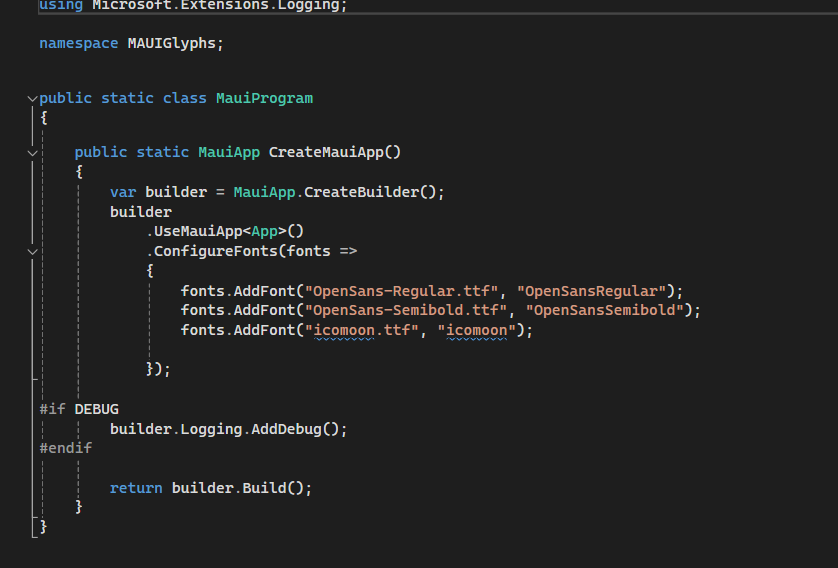 using Microsoft.Extensions.Logging;
namespace MAUIGlyphs;
public static class MauiProgram
{
public static MauiApp CreateMauiApp()
{
var builder = MauiApp.CreateBuilder();
builder
.UseMauiApp<App>()
.ConfigureFonts(fonts =>
{
fonts.AddFont("OpenSans-Regular.ttf", "OpenSansRegular");
fonts.AddFont("OpenSans-Semibold.ttf", "OpenSansSemibold");
fonts.AddFont("icomoon.ttf", "icomoon");
});
#if DEBUG
builder.Logging.AddDebug();
#endif
return builder.Build();
}
}